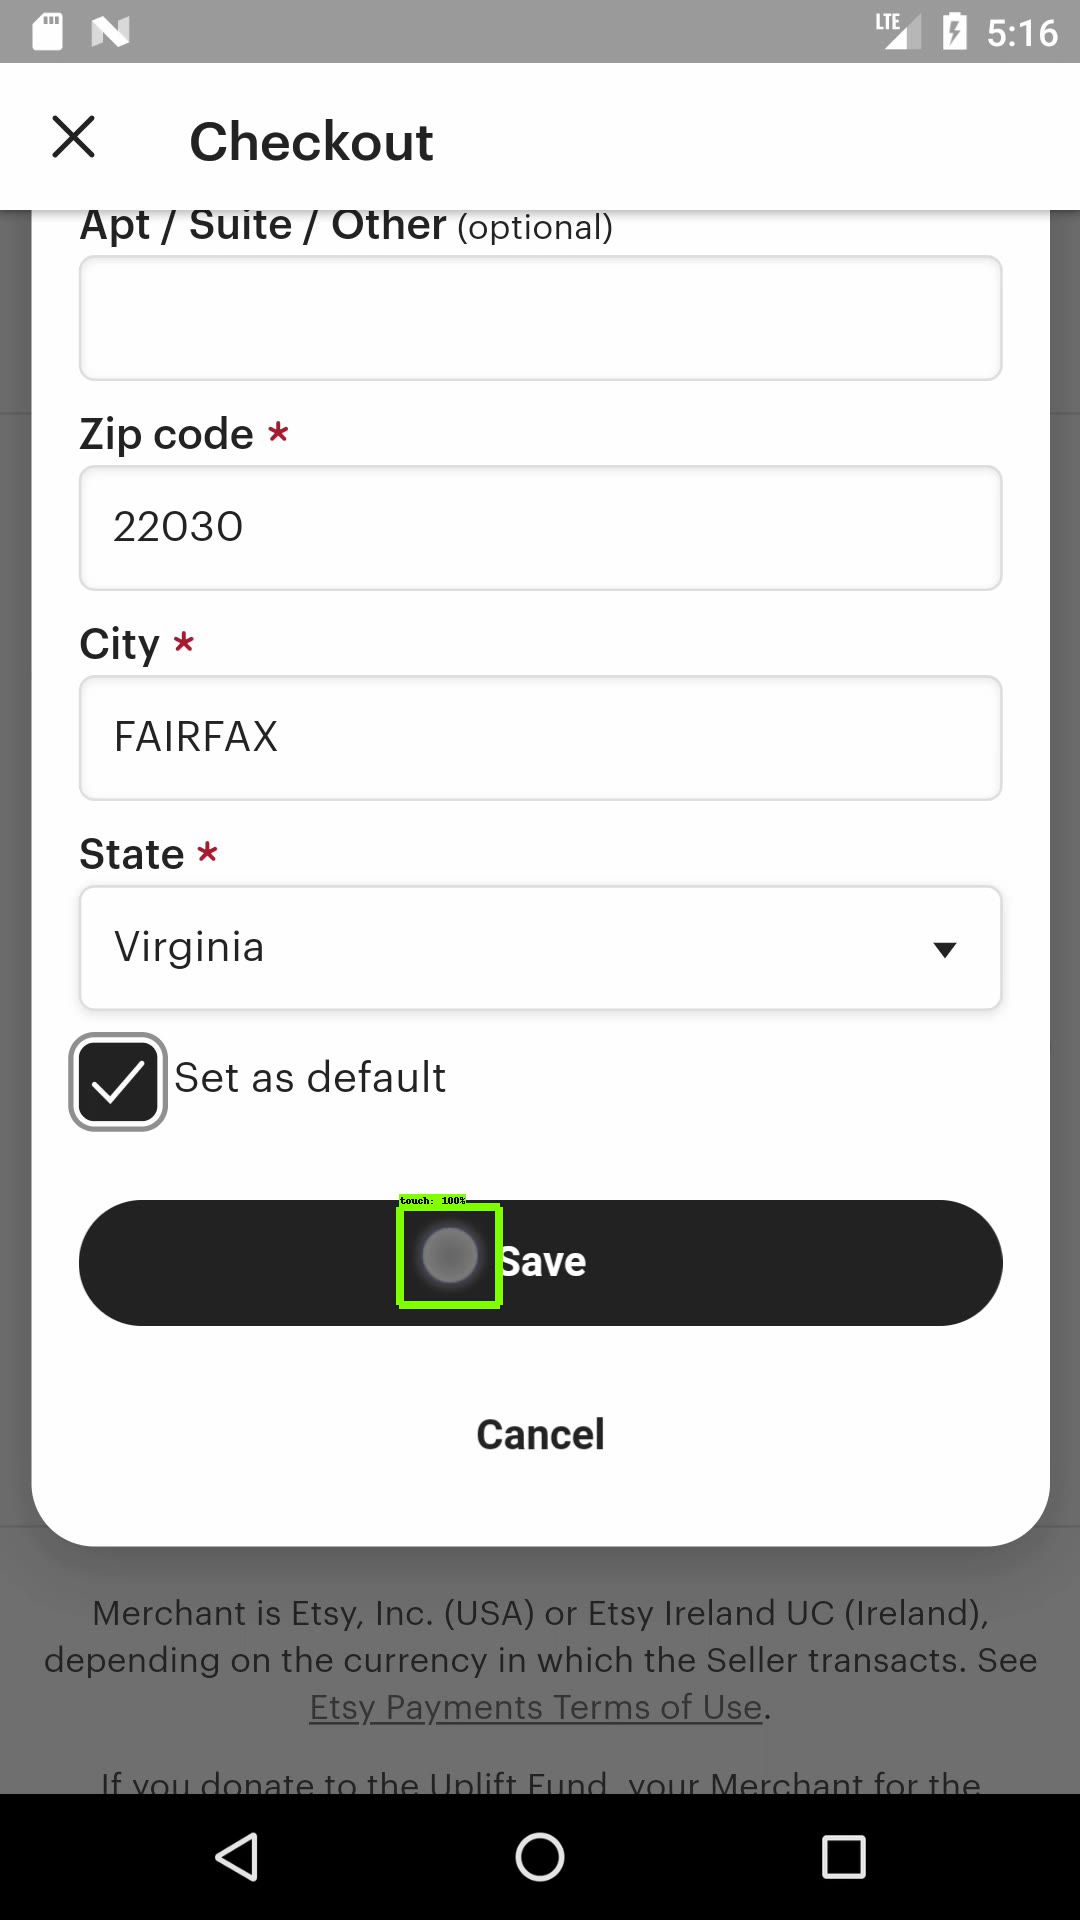 LTE 5:16
Checkout
Apt / Suite / Other (optional)
Zip code *
22030
City *
FAIRFAX
State *
Virginia
Set as default
touch: 100%
Save
Cancel
Merchant is Etsy, Inc. (USA) or Etsy Ireland UC (Ireland),
depending on the currency in which the Seller transacts. See
Etsy Payments Terms of Use.
If you donate to the Uplift Fund, your Merchant for the